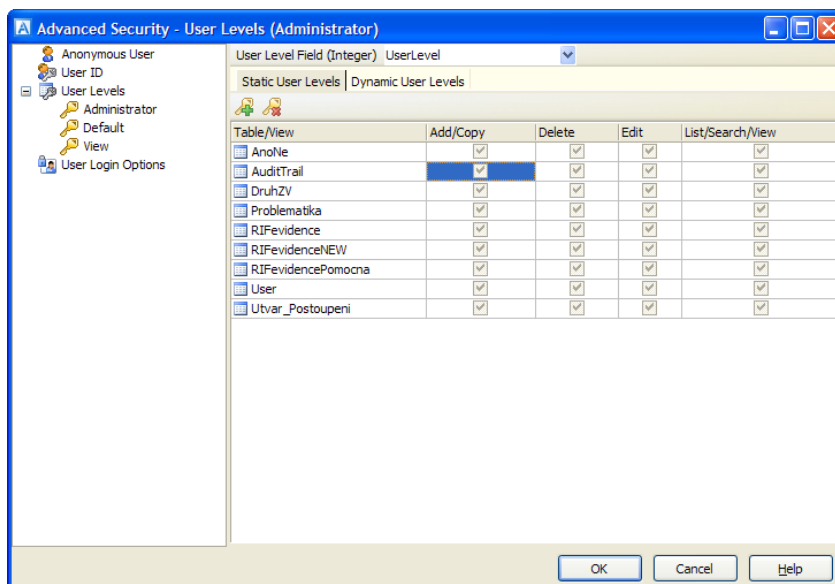 Advanced Security - User Levels (Administrator)
Anonymous User
User ID
User Levels
Administrator
Default
View
User Login Options
User Level Field (Integer) UserLevel
Static User Levels Dynamic User Levels
Table/View Add/Copy Delete Edit List/Search/View
AnoNe
AuditTrail
DruhZV
Problematika
RIFevidence
RIFevidenceNEW
RIFevidencePomocna
User
Utvar_Postoupeni
OK Cancel Help